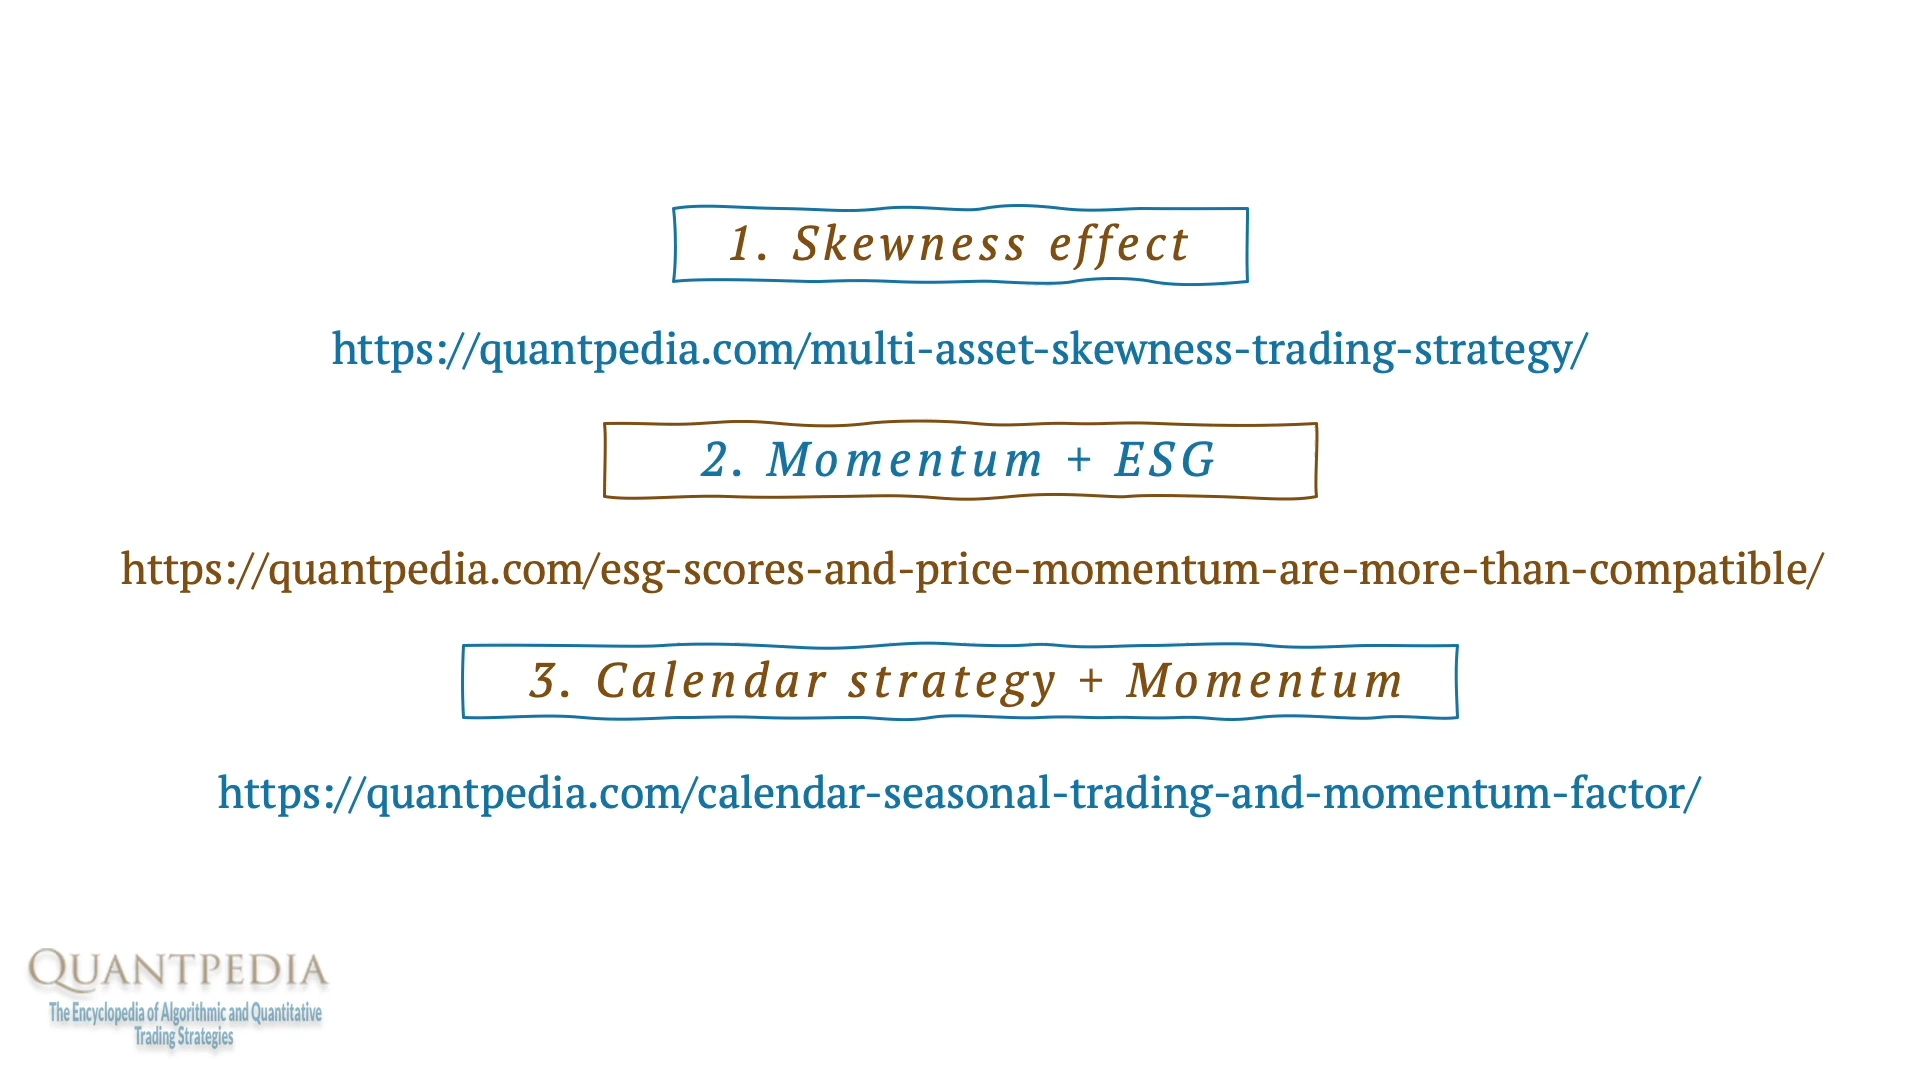 1. Skewness effect
https://quantpedia.com/multi-asset-skewness-trading-strategy/
2. Momentum + ESG
https://quantpedia.com/esg-scores-and-price-momentum-are-more-than-compatible/
3. Calendar strategy + Momentum
https://quantpedia.com/calendar-seasonal-trading-and-momentum-factor/
QUANTPEDIA
The Encyclopedia of Algorithmic and Quantitative
Trading Strategies